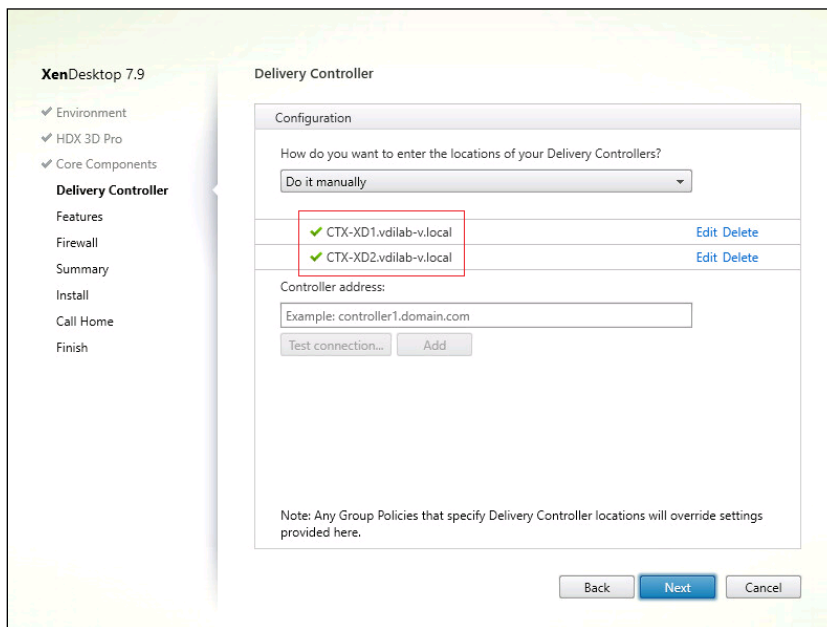 XenDesktop 7.9
Environment
HDX 3D Pro
Core Components
Delivery Controller
Features
Firewall
Summary
Install
Call Home
Finish
Delivery Controller
Configuration
How do you want to enter the locations of your Delivery Controllers?
Do it manually
CTX-XD1.vdilab-v.local Edit Delete
CTX-XD2.vdilab-v.local Edit Delete
Controller address:
Example: controller1.domain.com
Test connection... Add
Note: Any Group Policies that specify Delivery Controller locations will override settings
provided here.
Back Next Cancel